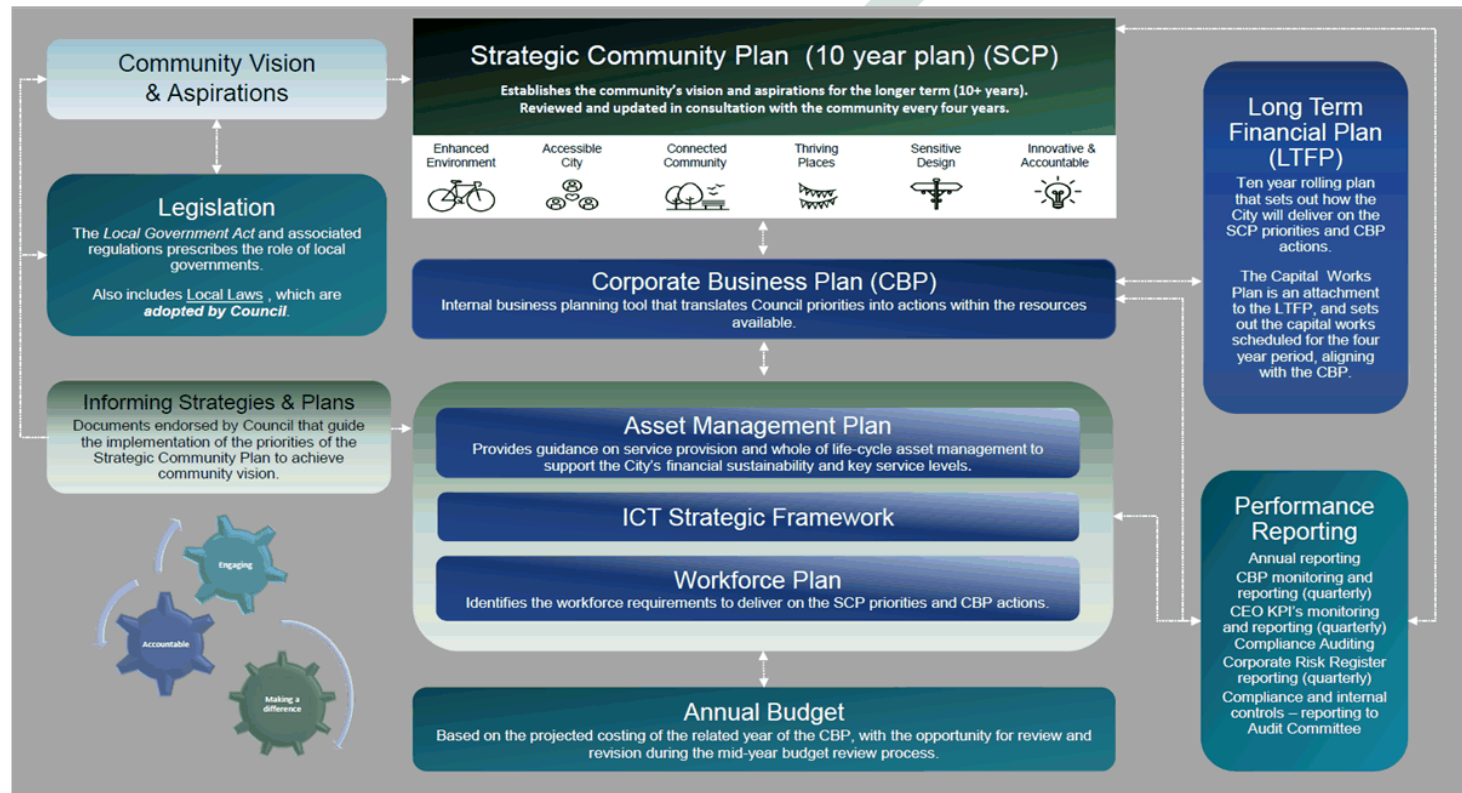 Community Vision
& Aspirations
Strategic Community Plan (10 year plan) (SCP)
Establishes the community's vision and aspirations for the longer term (10+ years).
Reviewed and updated in consultation with the community every four years.
Enhanced
Environment
Accessible
City
Connected
Community
Thriving
Places
Sensitive
Design
Innovative &
Accountable
Legislation
The Local Government Act and associated
regulations prescribes the role of local
governments.
Also includes Local Laws , which are
adopted by Council.
Corporate Business Plan (CBP)
Internal business planning tool that translates Council priorities into actions within the resources
available.
Long Term
Financial Plan
(LTFP)
Ten year rolling plan
that sets out how the
City will deliver on the
SCP priorities and CBP
actions.
The Capital Works
Plan is an attachment
to the LTFP, and sets
out the capital works
scheduled for the four
year period, aligning
with the CBP.
Informing Strategies & Plans
Documents endorsed by Council that guide
the implementation of the priorities of the
Strategic Community Plan to achieve
community vision.
Asset Management Plan
Provides guidance on service provision and whole of life-cycle asset management to
support the City's financial sustainability and key service levels.
ICT Strategic Framework
Workforce Plan
Identifies the workforce requirements to deliver on the SCP priorities and CBP actions.
Performance
Reporting
Annual reporting
CBP monitoring and
reporting (quarterly)
CEO KPI's monitoring
and reporting (quarterly)
Compliance Auditing
Corporate Risk Register
reporting (quarterly)
Compliance and internal
controls – reporting to
Audit Committee
Engaging
Accountable
Making a
difference
Annual Budget
Based on the projected costing of the related year of the CBP, with the opportunity for review and
revision during the mid-year budget review process.